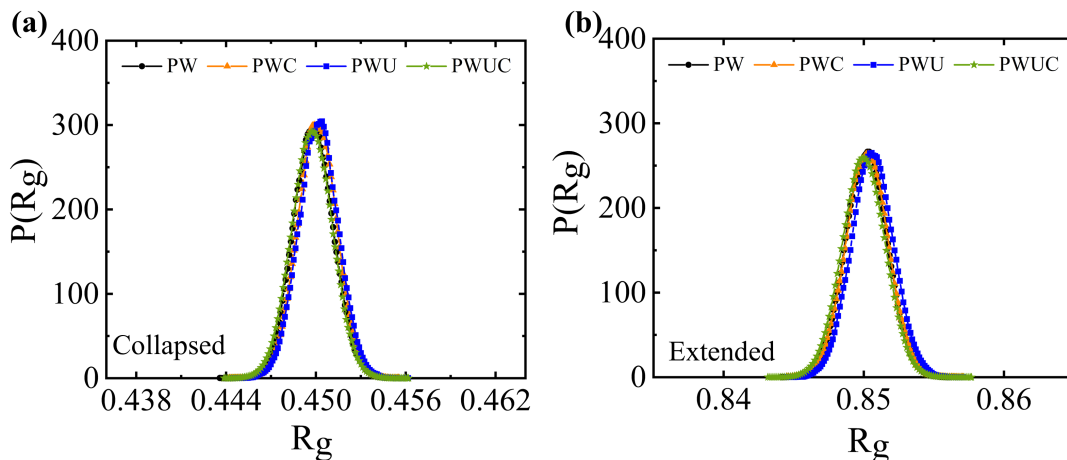 (a)
400
300
200
100
0
P(Rg)
PW PWC PWU PWUC
Collapsed
0.438 0.444 0.450 0.456 0.462
Rg
(b)
400
300
200
100
0
P(Rg)
PW PWC PWU PWUC
Extended
0.84 0.85 0.86
Rg